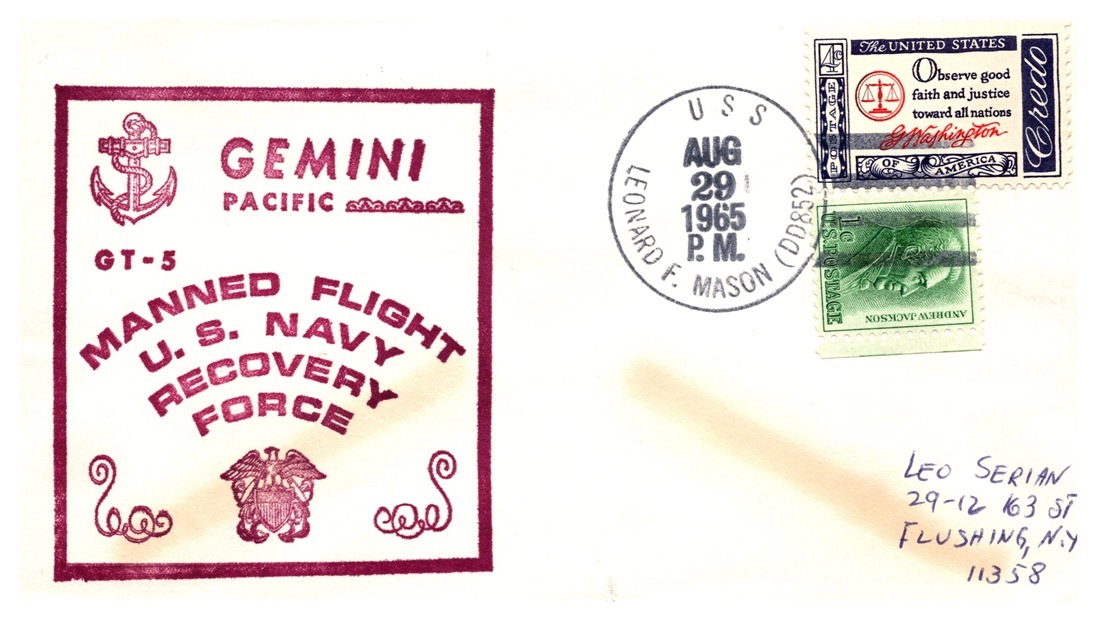 GEMINI
PACIFIC
GT-5
MANNED FLIGHT
U. S. NAVY
RECOVERY
FORCE
USS
LEONARD F. MASON (DD852)
AUG
29
1965
P. M.
4c
POSTAGE
The UNITED STATES
Observe good
faith and justice
toward all nations
G Washington
OF AMERICA
Credo
1c
U.S. POSTAGE
ANDREW JACKSON
LEO SERIAN
29-12 163 ST
FLUSHING, N.Y
11358